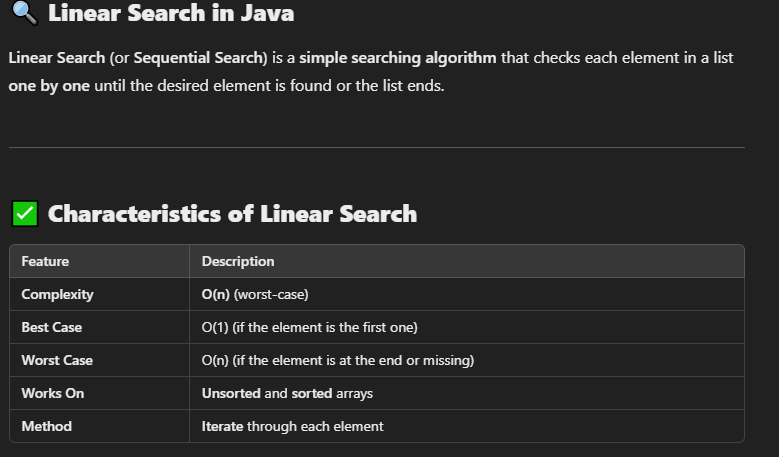 🔍 Linear Search in Java
Linear Search (or Sequential Search) is a simple searching algorithm that checks each element in a list
one by one until the desired element is found or the list ends.
✅ Characteristics of Linear Search
Feature Description
Complexity O(n) (worst-case)
Best Case O(1) (if the element is the first one)
Worst Case O(n) (if the element is at the end or missing)
Works On Unsorted and sorted arrays
Method Iterate through each element